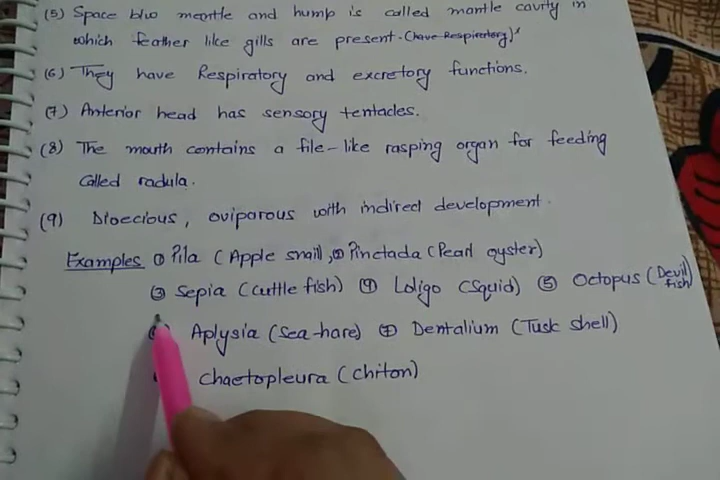 (5) Space b/w mantle and hump is called mantle cavity in
which feather like gills are present.
(6) They have Respiratory and excretory functions.
(7) Anterior head has sensory tentacles.
(8) The mouth contains a file-like rasping organ for feeding
called radula.
(9) Dioecious, oviparous with indirect development.
Examples ① Pila (Apple snail, ② Pinctada (Pearl oyster)
③ Sepia (Cuttle fish) ④ Loligo (Squid) ⑤ Octopus (Devil fish)
Aplysia (Sea-hare) ⑦ Dentalium (Tusk shell)
Chaetopleura (Chiton)